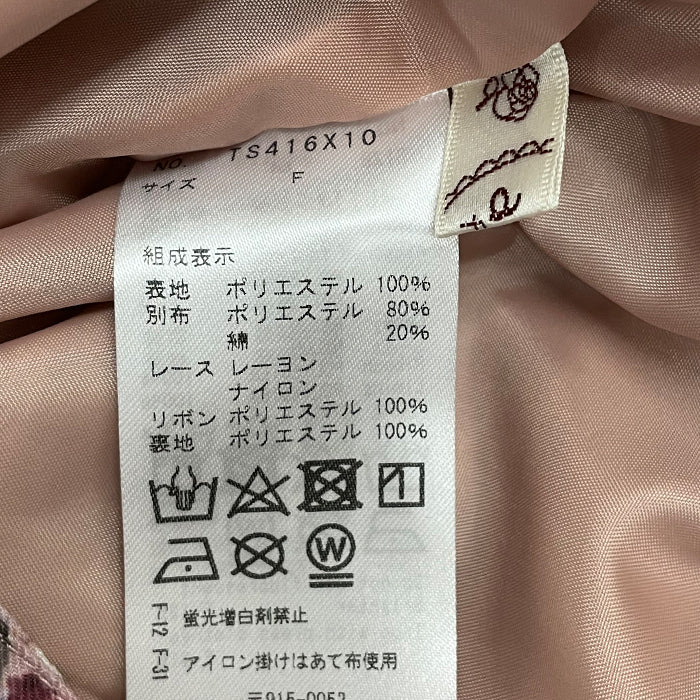 NO. TS416X10
サイズ F
組成表示
表地 ポリエステル 100%
別布 ポリエステル 80%
綿 20%
レース レーヨン
ナイロン
リボン ポリエステル 100%
裏地 ポリエステル 100%
W
F-12 蛍光増白剤禁止
F-31 アイロン掛けはあて布使用
〒915-0053